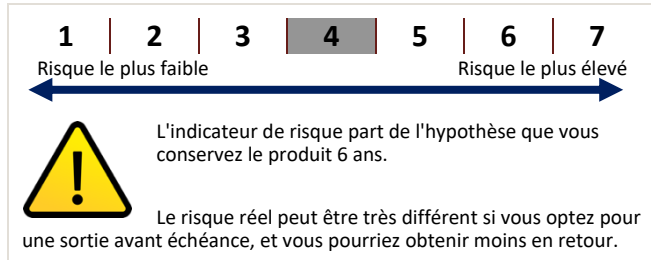 1 2 3 4 5 6 7
Risque le plus faible Risque le plus élevé
L'indicateur de risque part de l'hypothèse que vous
conservez le produit 6 ans.
Le risque réel peut être très différent si vous optez pour
une sortie avant échéance, et vous pourriez obtenir moins en retour.